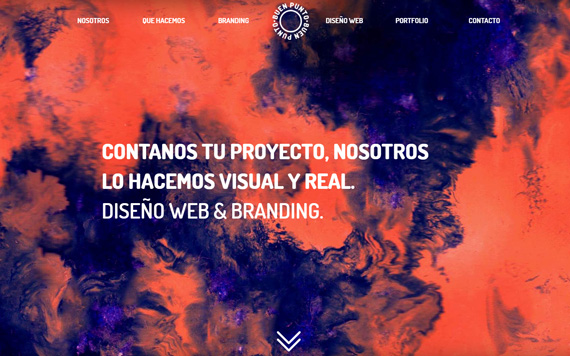 NOSOTROS
QUE HACEMOS
BRANDING
BUEN PUNTO • BUEN PUNTO •
DISEÑO WEB
PORTFOLIO
CONTACTO
CONTANOS TU PROYECTO, NOSOTROS
LO HACEMOS VISUAL Y REAL.
DISEÑO WEB & BRANDING.